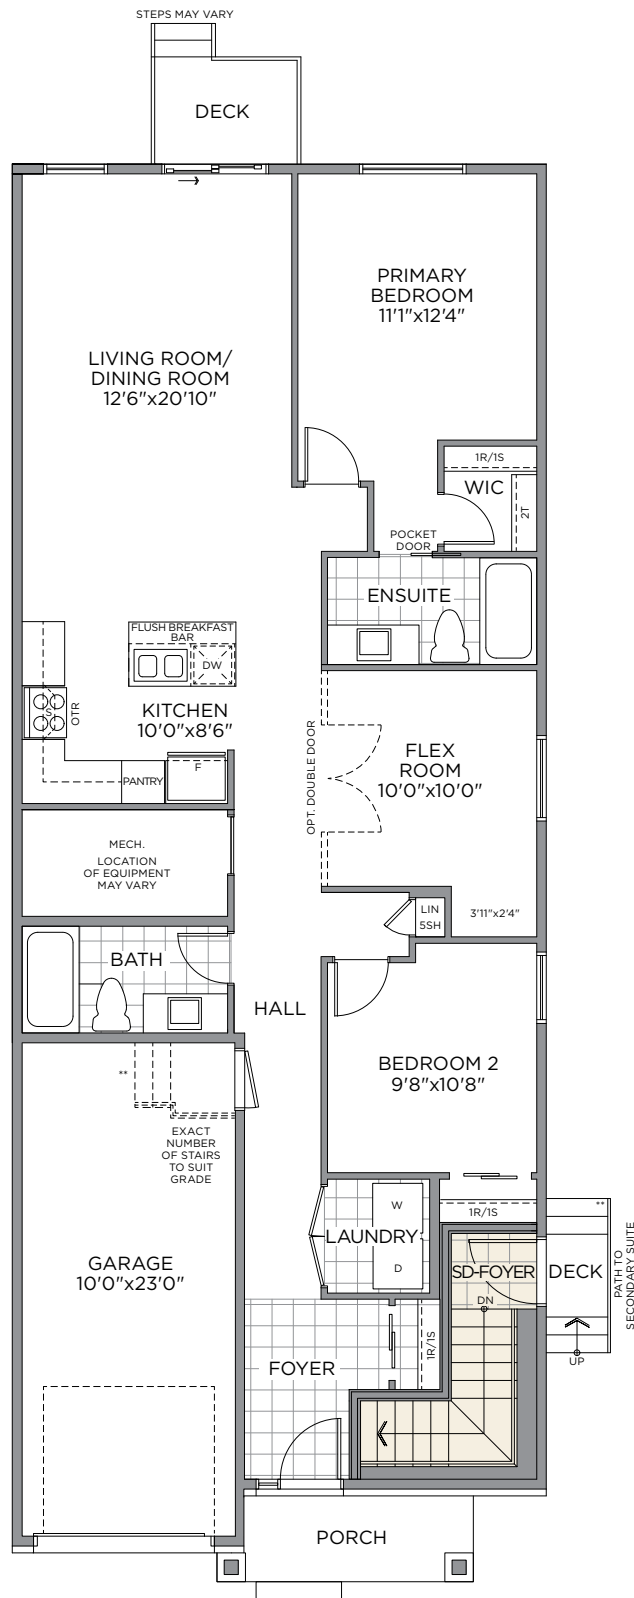 STEPS MAY VARY
DECK
PRIMARY
BEDROOM
11'1"x12'4"
LIVING ROOM/
DINING ROOM
12'6"x20'10"
1R/1S
WIC
2T
POCKET
DOOR
ENSUITE
FLUSH BREAKFAST
BAR
DW
S
OTR
KITCHEN
10'0"x8'6"
PANTRY
F
OPT. DOUBLE DOOR
FLEX
ROOM
10'0"x10'0"
MECH.
LOCATION
OF EQUIPMENT
MAY VARY
LIN
5SH
3'11"x2'4"
BATH
HALL
BEDROOM 2
9'8"x10'8"
**
EXACT
NUMBER
OF STAIRS
TO SUIT
GRADE
W
LAUNDRY
D
1R/1S
**
GARAGE
10'0"x23'0"
SD-FOYER
DN
DECK
PATH TO
SECONDARY SUITE
UP
FOYER
1R/1S
PORCH